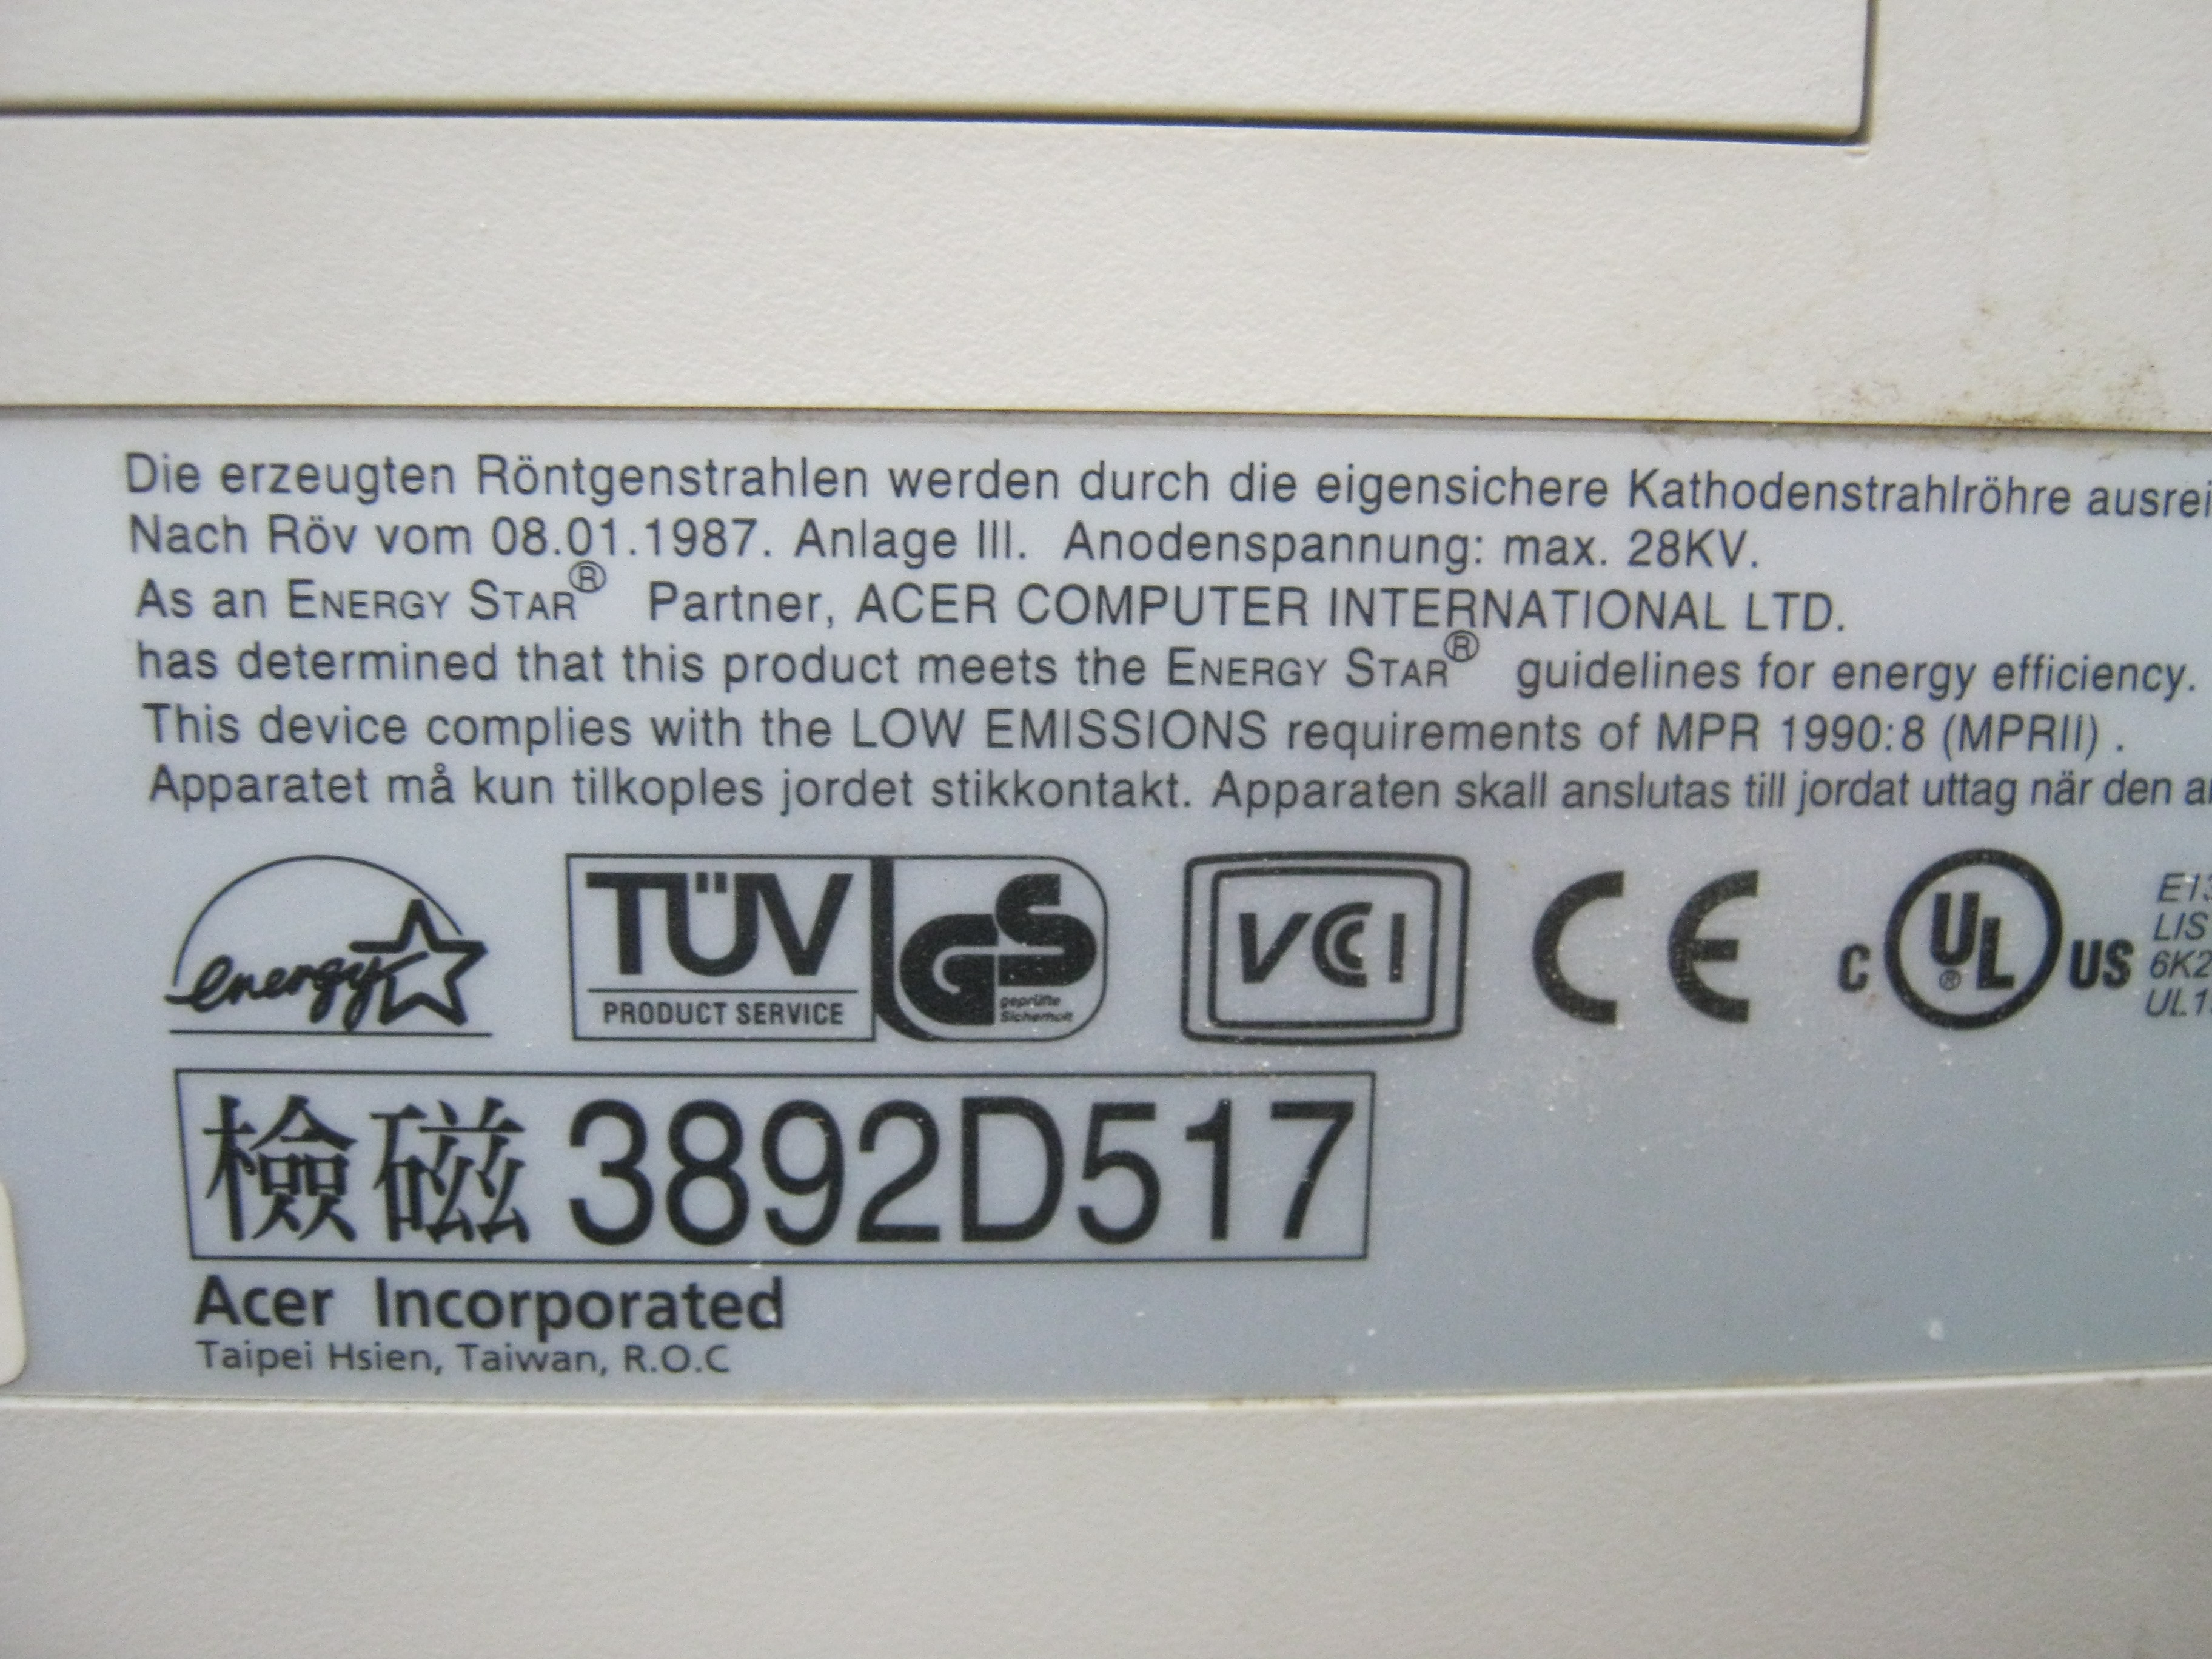 Die erzeugten Röntgenstrahlen werden durch die eigensichere Kathodenstrahlröhre ausrei
Nach Röv vom 08.01.1987. Anlage III. Anodenspannung: max. 28KV.
As an ENERGY STAR® Partner, ACER COMPUTER INTERNATIONAL LTD.
has determined that this product meets the ENERGY STAR® guidelines for energy efficiency.
This device complies with the LOW EMISSIONS requirements of MPR 1990:8 (MPRII) .
Apparatet må kun tilkoples jordet stikkontakt. Apparaten skall anslutas till jordat uttag när den
energy
TÜV
PRODUCT SERVICE
GS
geprüfte
Sicherheit
VCCI
CE
C UL® US
E13
LIS
6K2
UL1
檢磁 3892D517
Acer Incorporated
Taipei Hsien, Taiwan, R.O.C